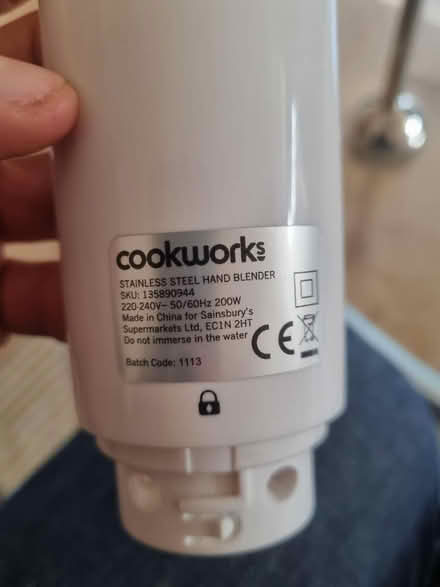 cookworks
STAINLESS STEEL HAND BLENDER
SKU: 135890944
220-240V~ 50/60Hz 200W
Made in China for Sainsbury's
Supermarkets Ltd, EC1N 2HT
Do not immerse in the water
CE
Batch Code: 1113